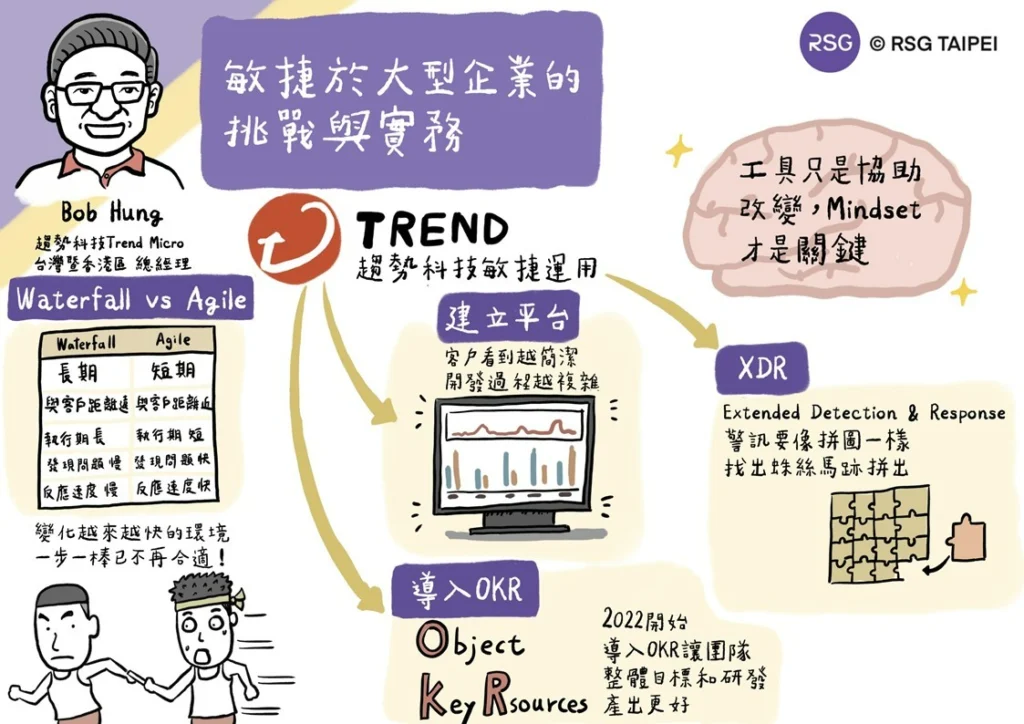 RSG © RSG TAIPEI
敏捷於大型企業的
挑戰與實務
Bob Hung
趨勢科技Trend Micro
台灣暨香港區 總經理
工具只是協助
改變，Mindset
才是關鍵
TREND
趨勢科技敏捷運用
Waterfall vs Agile
Waterfall Agile
長期 短期
與客戶距離遠 與客戶距離近
執行期長 執行期短
發現問題慢 發現問題快
反應速度慢 反應速度快
變化越來越快的環境
一步一棒已不再合適！
建立平台
客戶看到越簡潔
開發過程越複雜
XDR
Extended Detection & Response
警訊要像拼圖一樣
找出蛛絲馬跡拼出
導入OKR
Object
Key Rsources
2022開始
導入OKR讓團隊
整體目標和研發
產出更好